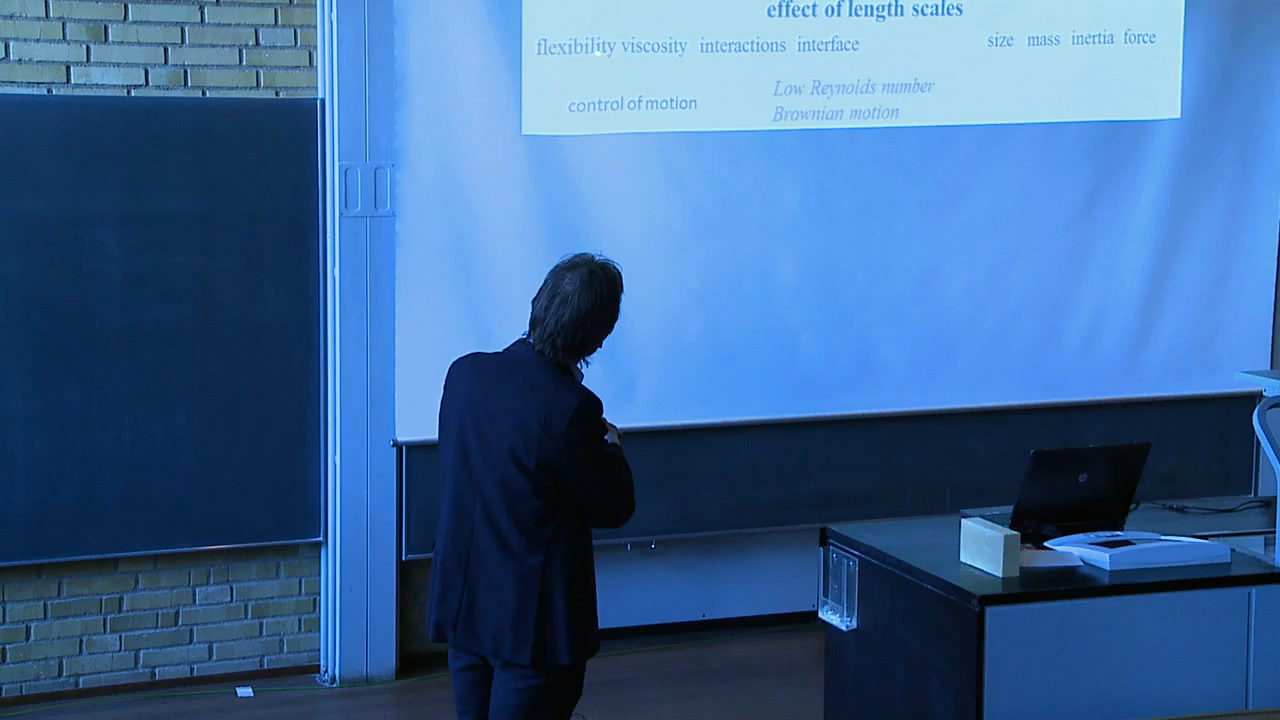 effect of length scales
flexibility viscosity interactions interface size mass inertia force
Low Reynolds number
control of motion
Brownian motion